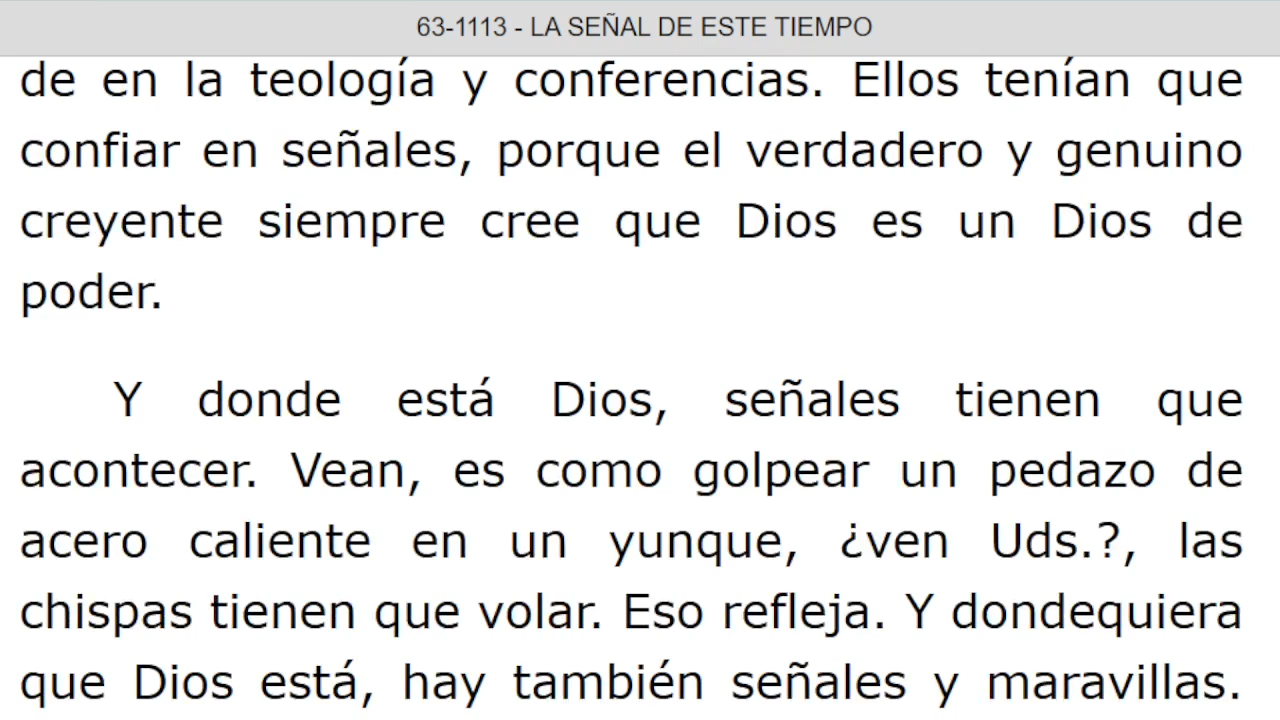 63-1113 - LA SEÑAL DE ESTE TIEMPO
de en la teología y conferencias. Ellos tenían que
confiar en señales, porque el verdadero y genuino
creyente siempre cree que Dios es un Dios de
poder.
Y donde está Dios, señales tienen que
acontecer. Vean, es como golpear un pedazo de
acero caliente en un yunque, ¿ven Uds.?, las
chispas tienen que volar. Eso refleja. Y dondequiera
que Dios está, hay también señales y maravillas.